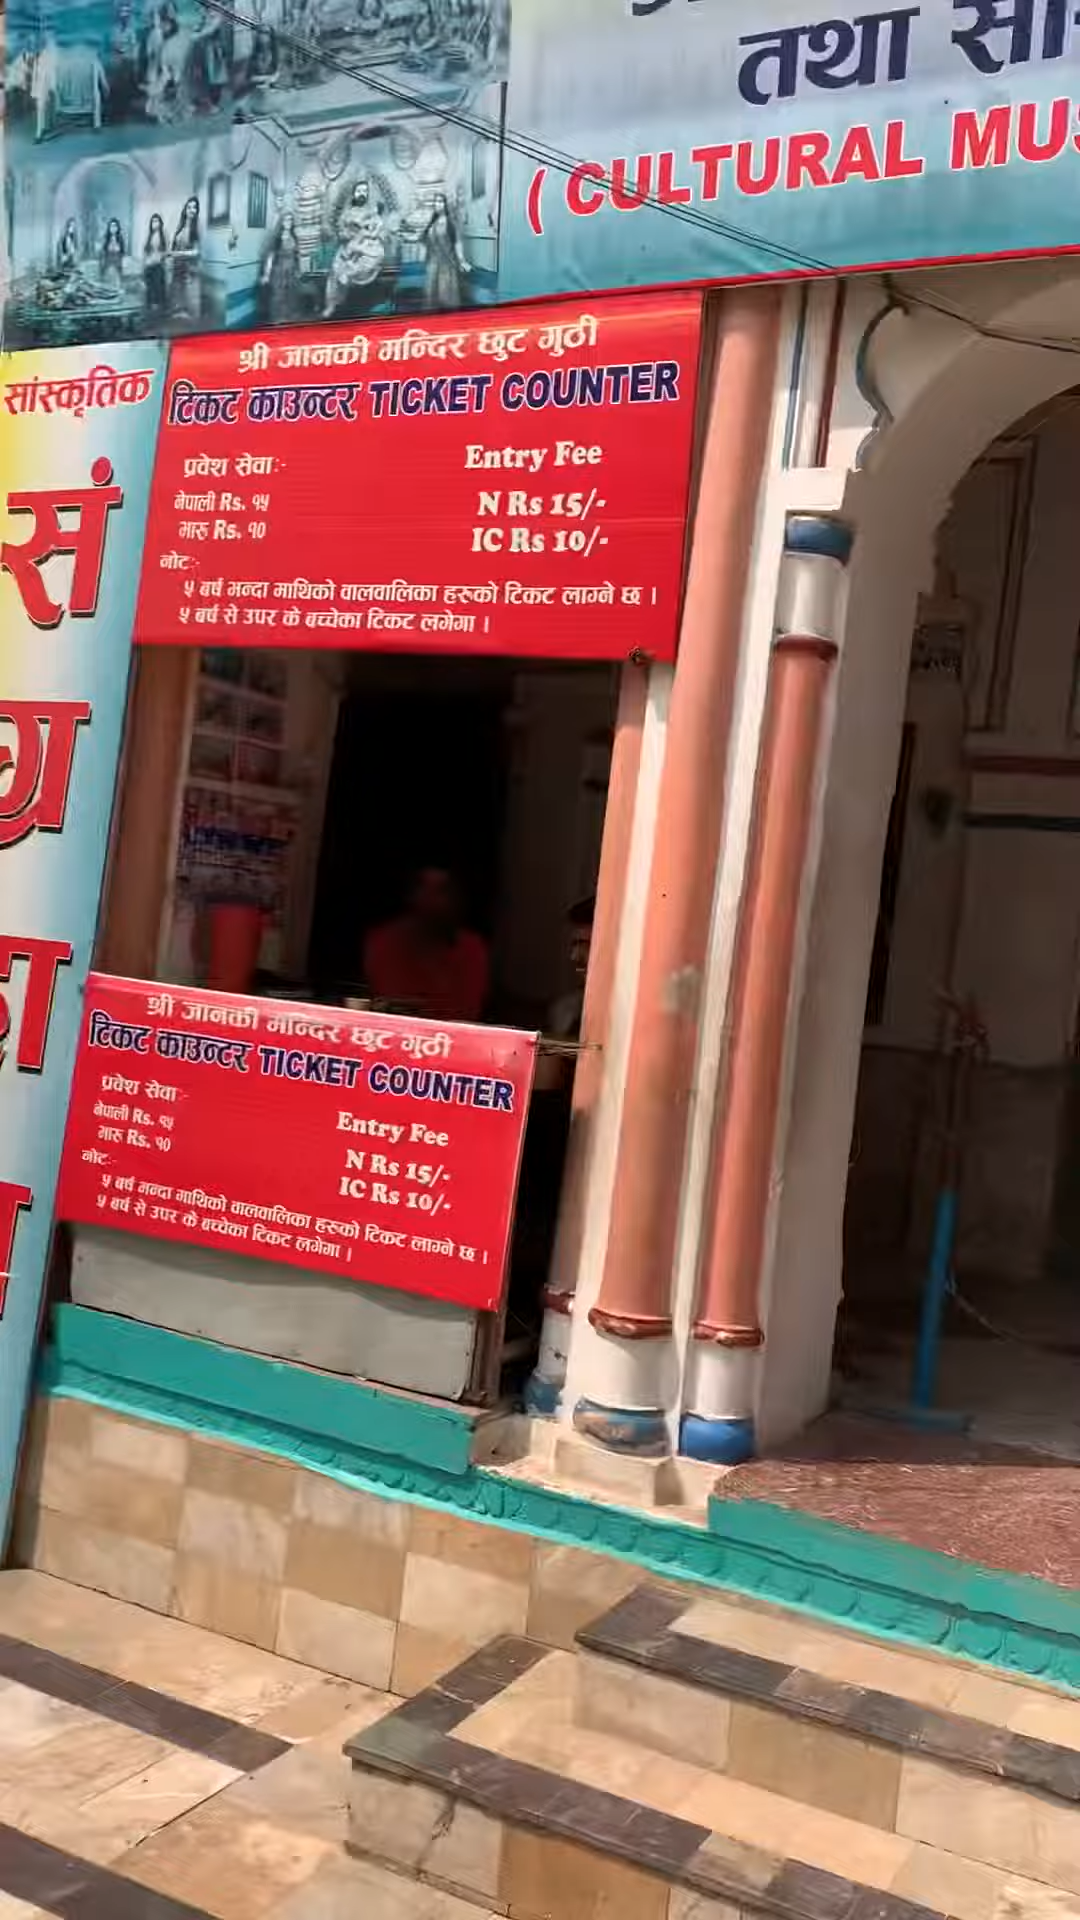 तथा
( CULTURAL
सांस्कृतिक
सं
ग्र
श्री जानकी मन्दिर छुट गुठी
टिकट काउन्टर TICKET COUNTER
प्रवेश सेवाः- Entry Fee
नेपाली Rs. १५ N Rs 15/-
भारू Rs. १० IC Rs 10/-
नोटः-
५ बर्ष भन्दा माथिको वालवालिका हरुको टिकट लाग्ने छ ।
५ बर्ष से उपर के बच्चेका टिकट लगेगा ।
श्री जानकी मन्दिर छुट गुठी
टिकट काउन्टर TICKET COUNTER
प्रवेश सेवाः- Entry Fee
नेपाली Rs. १५ N Rs 15/-
भारू Rs. १० IC Rs 10/-
नोटः-
५ बर्ष भन्दा माथिको वालवालिका हरुको टिकट लाग्ने छ ।
५ बर्ष से उपर के बच्चेका टिकट लगेगा ।